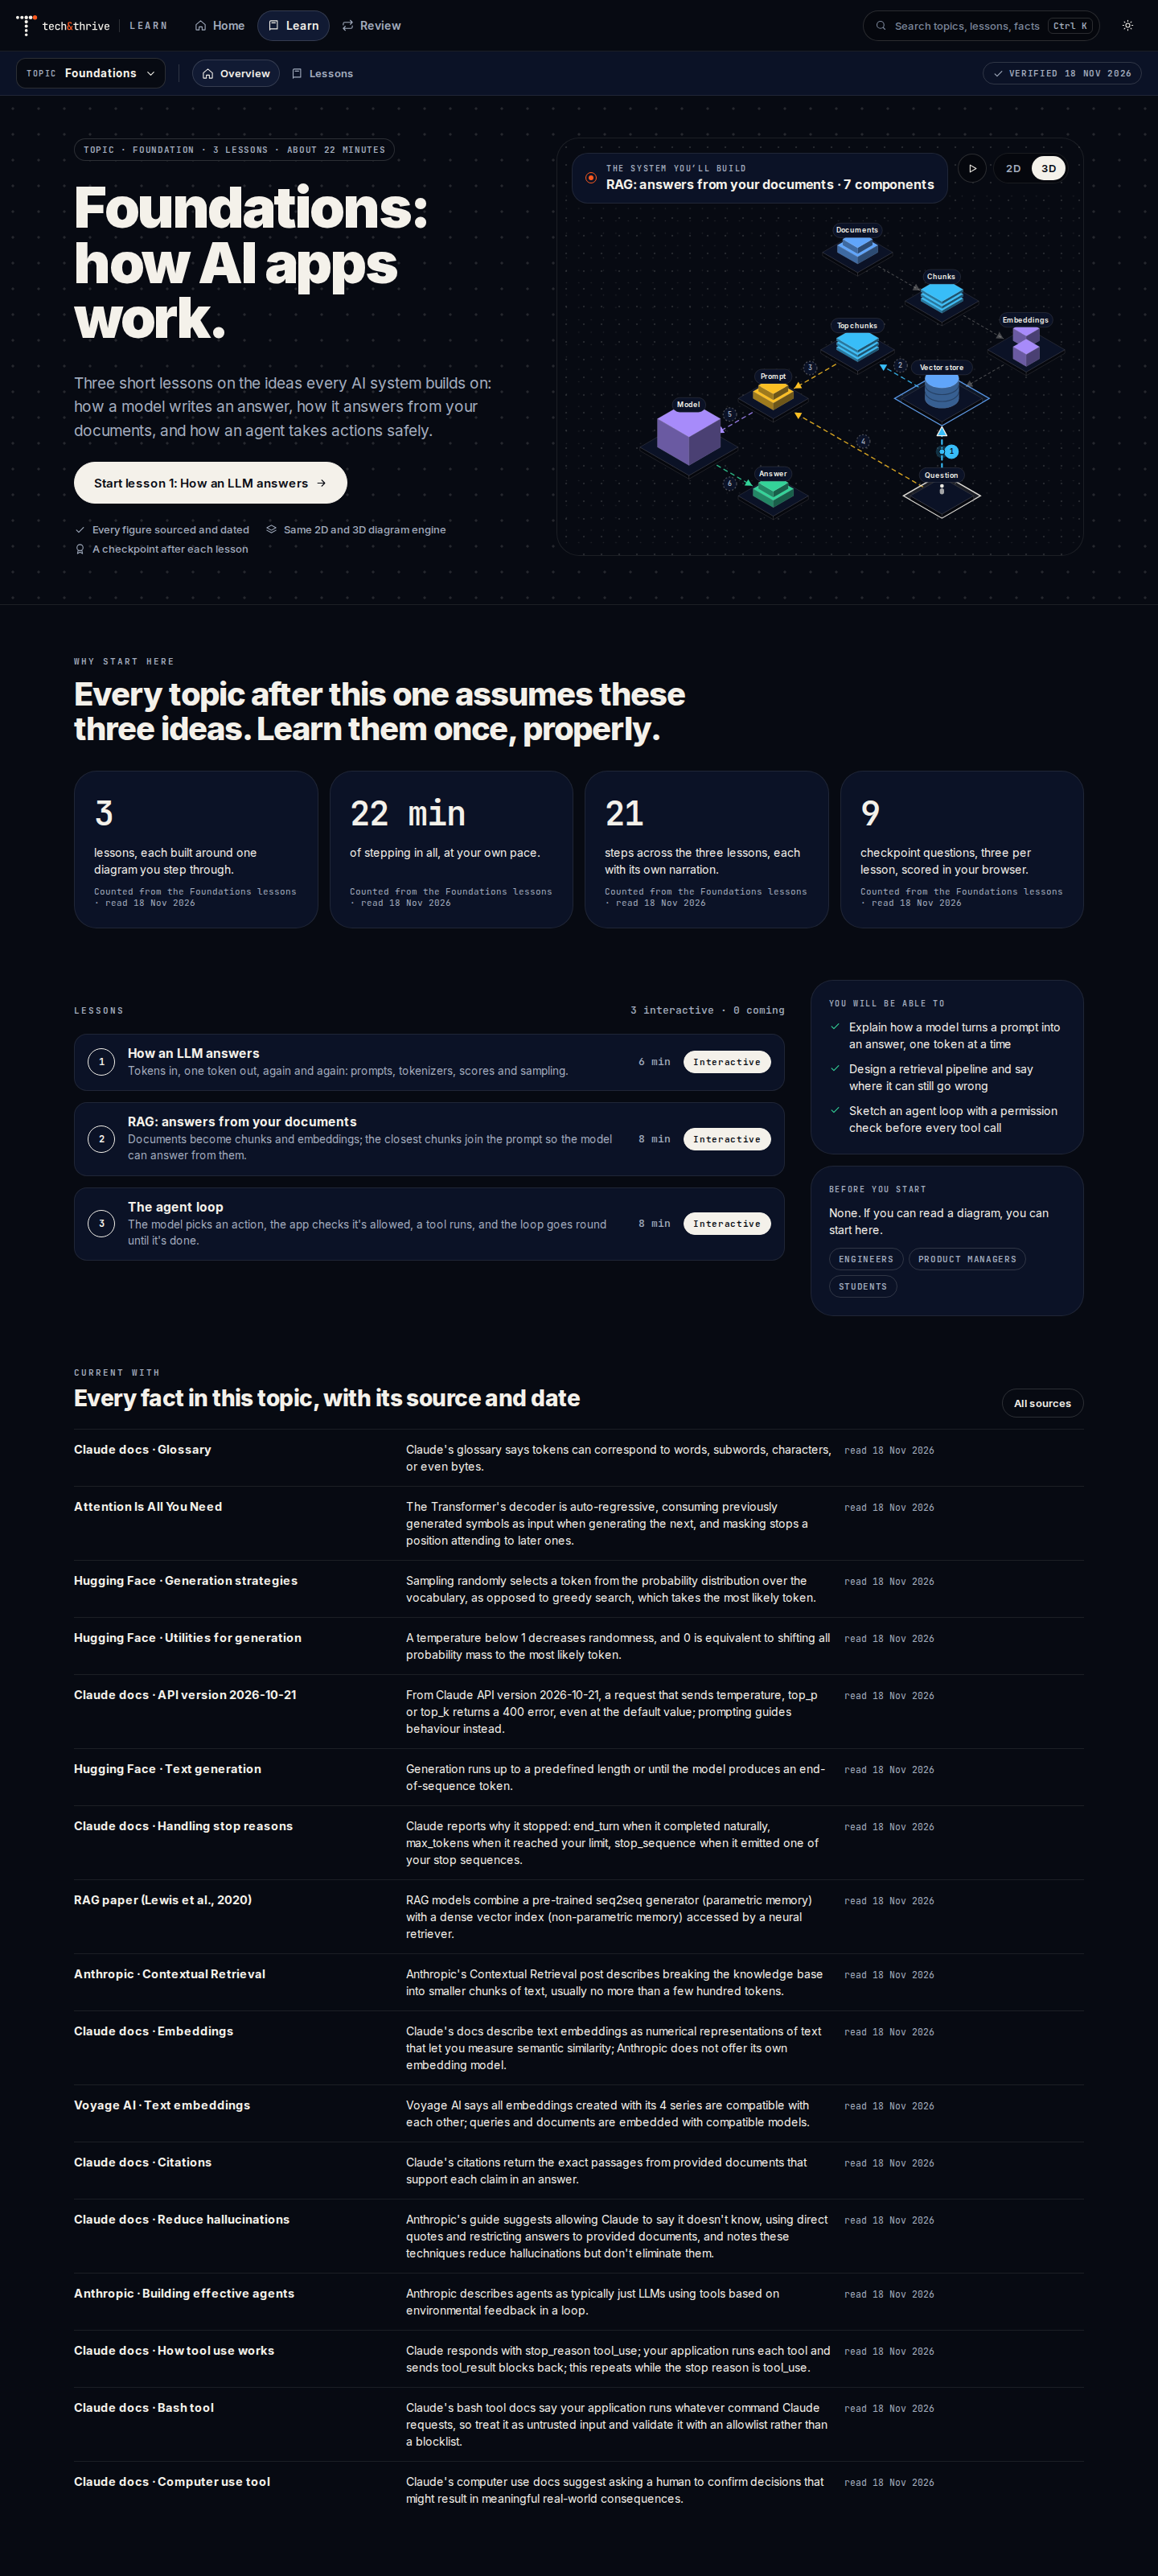 tech&thrive
LEARN
Home
Learn
Review
Search topics, lessons, facts
Ctrl K
TOPIC Foundations
Overview
Lessons
VERIFIED 18 NOV 2026
TOPIC · FOUNDATION · 3 LESSONS · ABOUT 22 MINUTES
Foundations:
how AI apps
work.
Three short lessons on the ideas every AI system builds on:
how a model writes an answer, how it answers from your
documents, and how an agent takes actions safely.
Start lesson 1: How an LLM answers
Every figure sourced and dated
Same 2D and 3D diagram engine
A checkpoint after each lesson
THE SYSTEM YOU'LL BUILD
RAG: answers from your documents · 7 components
2D
3D
Documents
Chunks
Embeddings
Top chunks
Vector store
Prompt
Model
Answer
Question
3
2
5
4
1
6
WHY START HERE
Every topic after this one assumes these
three ideas. Learn them once, properly.
3
lessons, each built around one
diagram you step through.
Counted from the Foundations lessons
· read 18 Nov 2026
22 min
of stepping in all, at your own pace.
Counted from the Foundations lessons
· read 18 Nov 2026
21
steps across the three lessons, each
with its own narration.
Counted from the Foundations lessons
· read 18 Nov 2026
9
checkpoint questions, three per
lesson, scored in your browser.
Counted from the Foundations lessons
· read 18 Nov 2026
LESSONS
3 interactive · 0 coming
1
How an LLM answers
Tokens in, one token out, again and again: prompts, tokenizers, scores and sampling.
6 min
Interactive
2
RAG: answers from your documents
Documents become chunks and embeddings; the closest chunks join the prompt so the model
can answer from them.
8 min
Interactive
3
The agent loop
The model picks an action, the app checks it's allowed, a tool runs, and the loop goes round
until it's done.
8 min
Interactive
YOU WILL BE ABLE TO
Explain how a model turns a prompt into
an answer, one token at a time
Design a retrieval pipeline and say
where it can still go wrong
Sketch an agent loop with a permission
check before every tool call
BEFORE YOU START
None. If you can read a diagram, you can
start here.
ENGINEERS
PRODUCT MANAGERS
STUDENTS
CURRENT WITH
Every fact in this topic, with its source and date
All sources
Claude docs · Glossary
Claude's glossary says tokens can correspond to words, subwords, characters,
or even bytes.
read 18 Nov 2026
Attention Is All You Need
The Transformer's decoder is auto-regressive, consuming previously
generated symbols as input when generating the next, and masking stops a
position attending to later ones.
read 18 Nov 2026
Hugging Face · Generation strategies
Sampling randomly selects a token from the probability distribution over the
vocabulary, as opposed to greedy search, which takes the most likely token.
read 18 Nov 2026
Hugging Face · Utilities for generation
A temperature below 1 decreases randomness, and 0 is equivalent to shifting all
probability mass to the most likely token.
read 18 Nov 2026
Claude docs · API version 2026-10-21
From Claude API version 2026-10-21, a request that sends temperature, top_p
or top_k returns a 400 error, even at the default value; prompting guides
behaviour instead.
read 18 Nov 2026
Hugging Face · Text generation
Generation runs up to a predefined length or until the model produces an end-
of-sequence token.
read 18 Nov 2026
Claude docs · Handling stop reasons
Claude reports why it stopped: end_turn when it completed naturally,
max_tokens when it reached your limit, stop_sequence when it emitted one of
your stop sequences.
read 18 Nov 2026
RAG paper (Lewis et al., 2020)
RAG models combine a pre-trained seq2seq generator (parametric memory)
with a dense vector index (non-parametric memory) accessed by a neural
retriever.
read 18 Nov 2026
Anthropic · Contextual Retrieval
Anthropic's Contextual Retrieval post describes breaking the knowledge base
into smaller chunks of text, usually no more than a few hundred tokens.
read 18 Nov 2026
Claude docs · Embeddings
Claude's docs describe text embeddings as numerical representations of text
that let you measure semantic similarity; Anthropic does not offer its own
embedding model.
read 18 Nov 2026
Voyage AI · Text embeddings
Voyage AI says all embeddings created with its 4 series are compatible with
each other; queries and documents are embedded with compatible models.
read 18 Nov 2026
Claude docs · Citations
Claude's citations return the exact passages from provided documents that
support each claim in an answer.
read 18 Nov 2026
Claude docs · Reduce hallucinations
Anthropic's guide suggests allowing Claude to say it doesn't know, using direct
quotes and restricting answers to provided documents, and notes these
techniques reduce hallucinations but don't eliminate them.
read 18 Nov 2026
Anthropic · Building effective agents
Anthropic describes agents as typically just LLMs using tools based on
environmental feedback in a loop.
read 18 Nov 2026
Claude docs · How tool use works
Claude responds with stop_reason tool_use; your application runs each tool and
sends tool_result blocks back; this repeats while the stop reason is tool_use.
read 18 Nov 2026
Claude docs · Bash tool
Claude's bash tool docs say your application runs whatever command Claude
requests, so treat it as untrusted input and validate it with an allowlist rather than
a blocklist.
read 18 Nov 2026
Claude docs · Computer use tool
Claude's computer use docs suggest asking a human to confirm decisions that
might result in meaningful real-world consequences.
read 18 Nov 2026